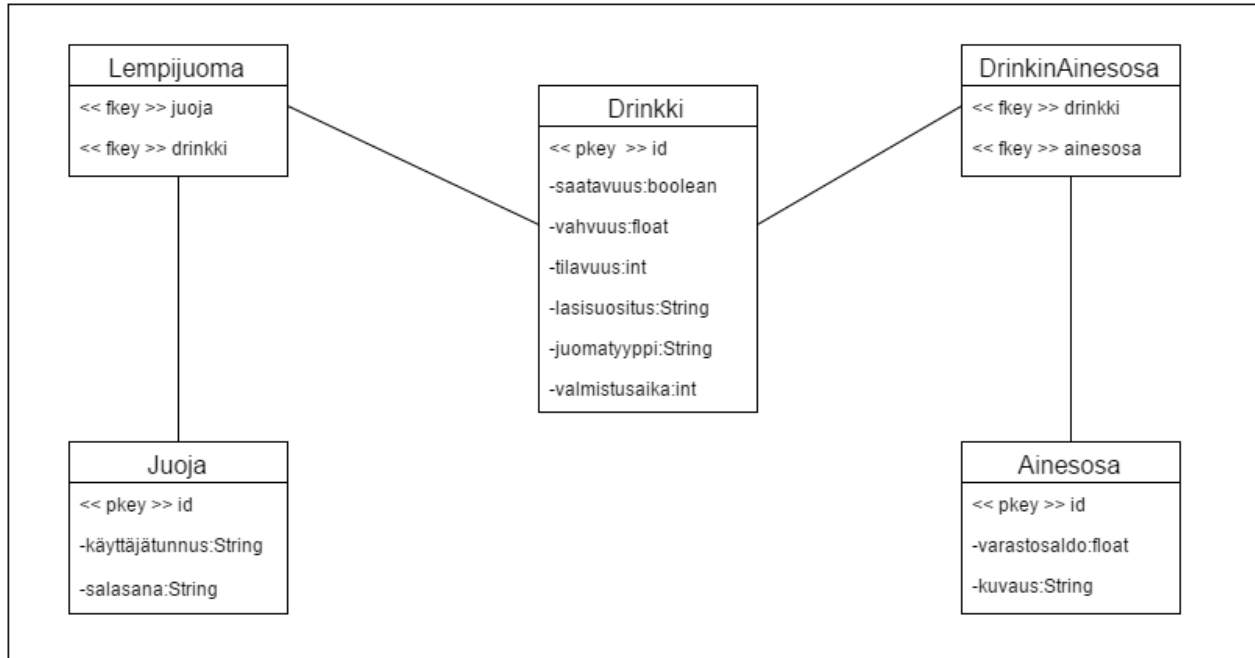 Lempijuoma
<< fkey >> juoja
<< fkey >> drinkki
Drinkki
<< pkey >> id
-saatavuus:boolean
-vahvuus:float
-tilavuus:int
-lasisuositus:String
-juomatyyppi:String
-valmistusaika:int
DrinkinAinesosa
<< fkey >> drinkki
<< fkey >> ainesosa
Juoja
<< pkey >> id
-käyttäjätunnus:String
-salasana:String
Ainesosa
<< pkey >> id
-varastosaldo:float
-kuvaus:String